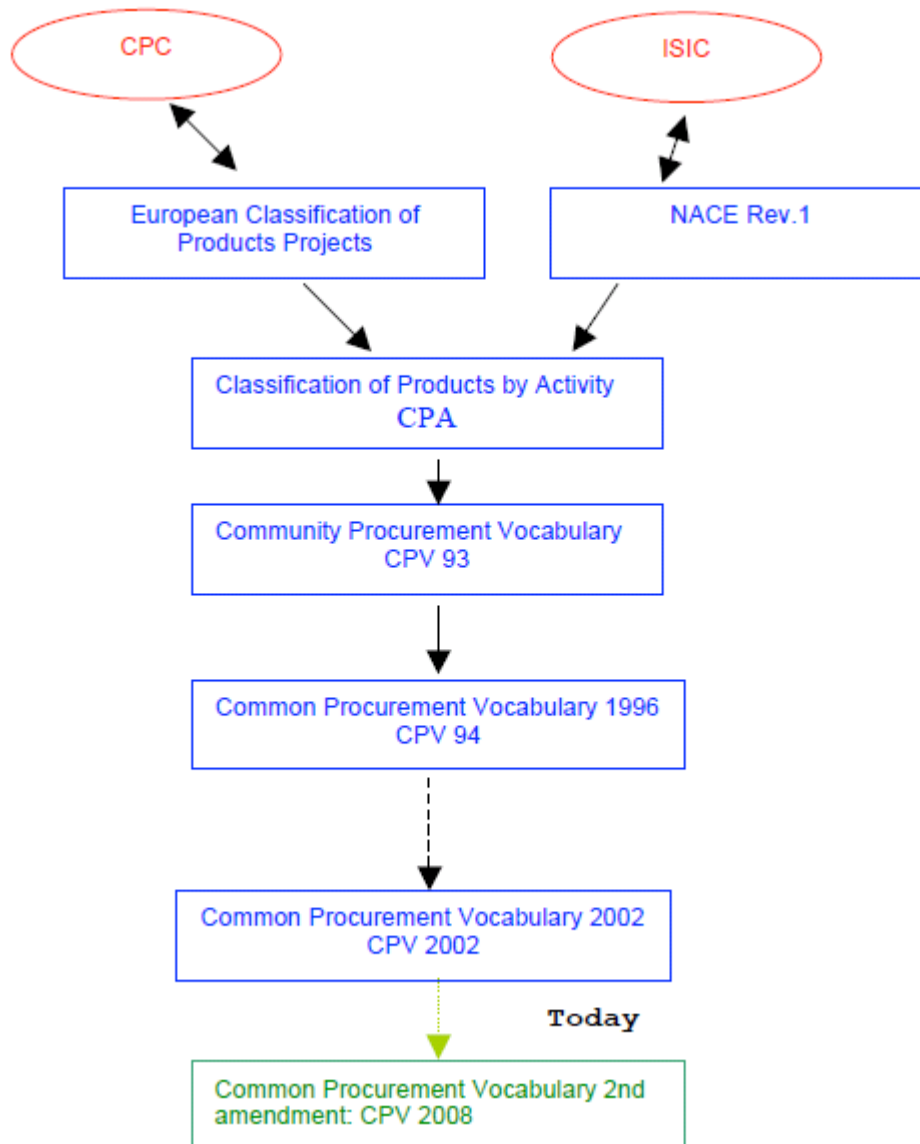 CPC
ISIC
European Classification of
Products Projects
NACE Rev.1
Classification of Products by Activity
CPA
Community Procurement Vocabulary
CPV 93
Common Procurement Vocabulary 1996
CPV 94
Common Procurement Vocabulary 2002
CPV 2002
Today
Common Procurement Vocabulary 2nd
amendment: CPV 2008